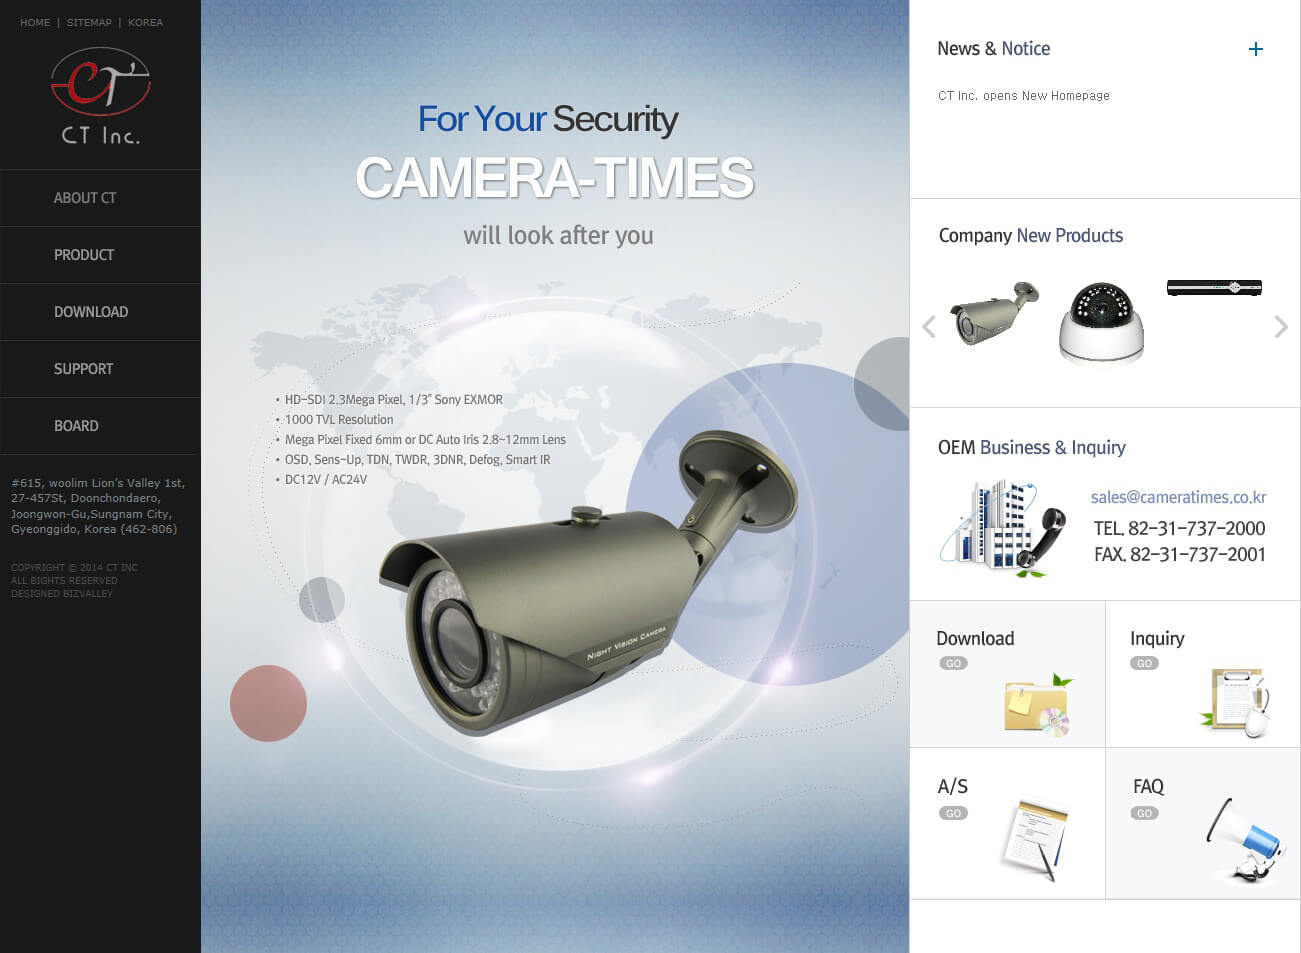 HOME | SITEMAP | KOREA
CT
CT Inc.
ABOUT CT
PRODUCT
DOWNLOAD
SUPPORT
BOARD
#615, woolim Lion's Valley 1st,
27-457St, Doonchondaero,
Joongwon-Gu,Sungnam City,
Gyeonggido, Korea (462-806)
COPYRIGHT © 2014 CT INC
ALL BIGHTS RESERVED
DESIGNED BIZVALLEY
For Your Security
CAMERA-TIMES
will look after you
• HD-SDI 2.3Mega Pixel, 1/3" Sony EXMOR
• 1000 TVL Resolution
• Mega Pixel Fixed 6mm or DC Auto Iris 2.8~12mm Lens
• OSD, Sens-Up, TDN, TWDR, 3DNR, Defog, Smart IR
• DC12V / AC24V
NIGHT VISION CAMERA
News & Notice
CT Inc. opens New Homepage
Company New Products
OEM Business & Inquiry
sales@cameratimes.co.kr
TEL. 82-31-737-2000
FAX. 82-31-737-2001
Download
GO
Inquiry
GO
A/S
GO
FAQ
GO